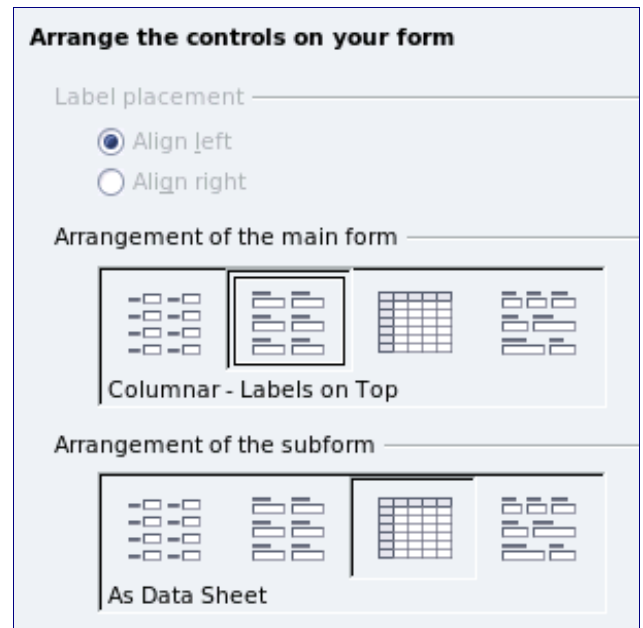 Arrange the controls on your form
Label placement
Align left
Align right
Arrangement of the main form
Columnar - Labels on Top
Arrangement of the subform
As Data Sheet